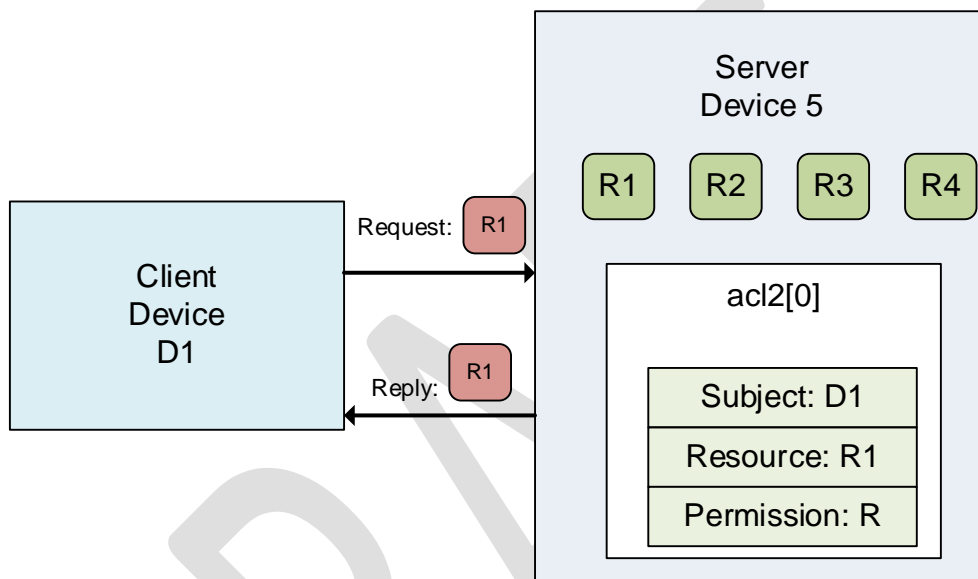 Server
Device 5
R1
R2
R3
R4
Request:
R1
Client
Device
D1
acl2[0]
Reply:
R1
Subject: D1
Resource: R1
Permission: R